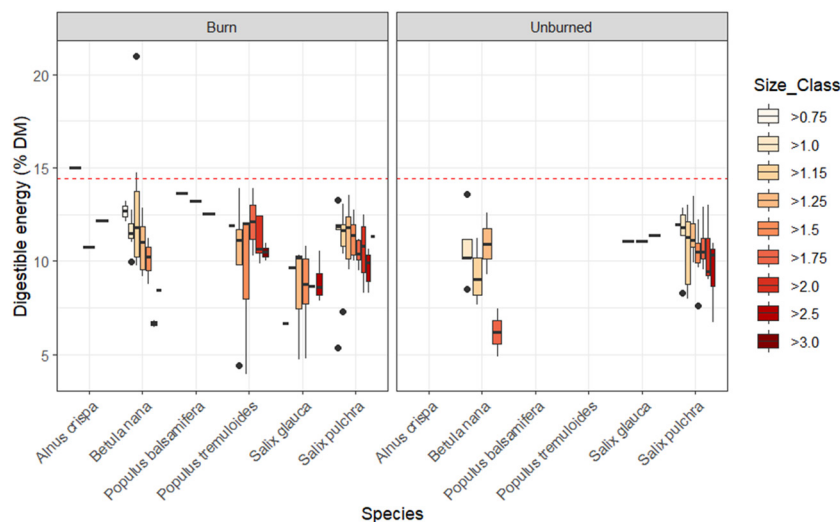 Burn
Unburned
Digestible energy (% DM)
20
15
10
5
Alnus crispa
Betula nana
Populus balsamifera
Populus tremuloides
Salix glauca
Salix pulchra
Alnus crispa
Betula nana
Populus balsamifera
Populus tremuloides
Salix glauca
Salix pulchra
Species
Size_Class
>0.75
>1.0
>1.15
>1.25
>1.5
>1.75
>2.0
>2.5
>3.0